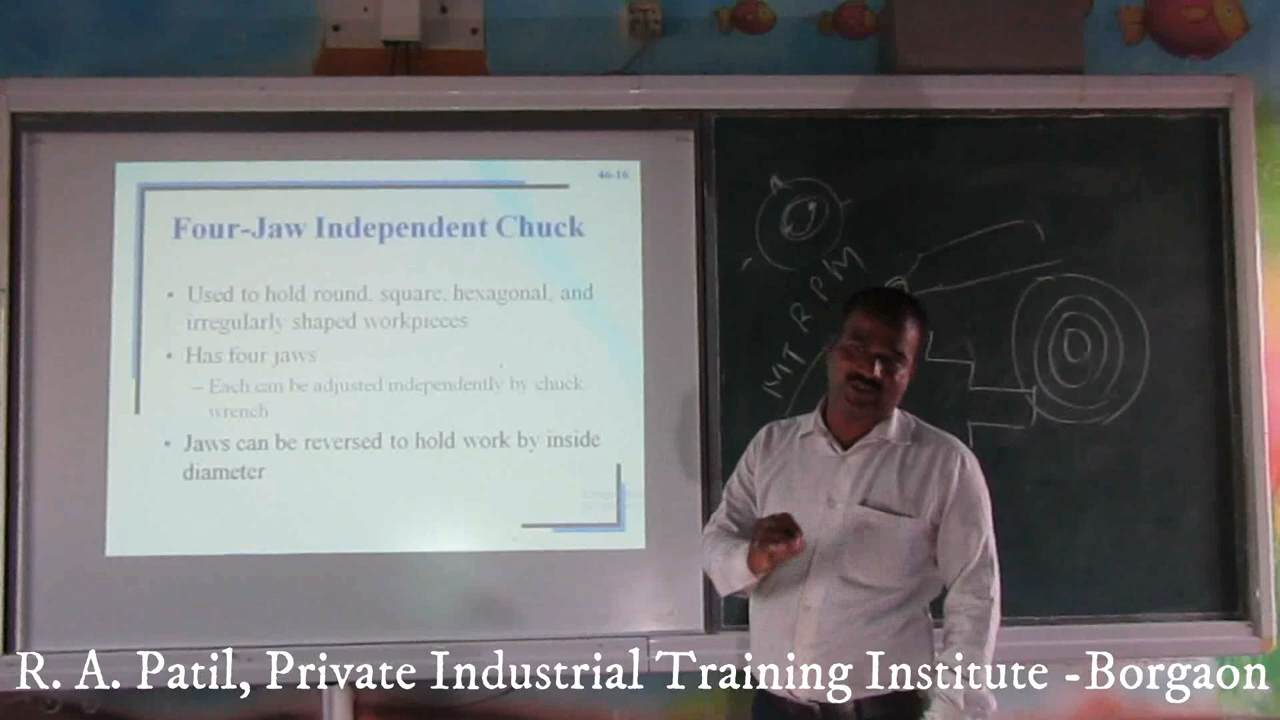 46-16
Four-Jaw Independent Chuck
• Used to hold round, square, hexagonal, and
irregularly shaped workpieces
• Has four jaws
– Each can be adjusted independently by chuck
wrench
• Jaws can be reversed to hold work by inside
diameter
MT RPM
R. A. Patil, Private Industrial Training Institute -Borgaon